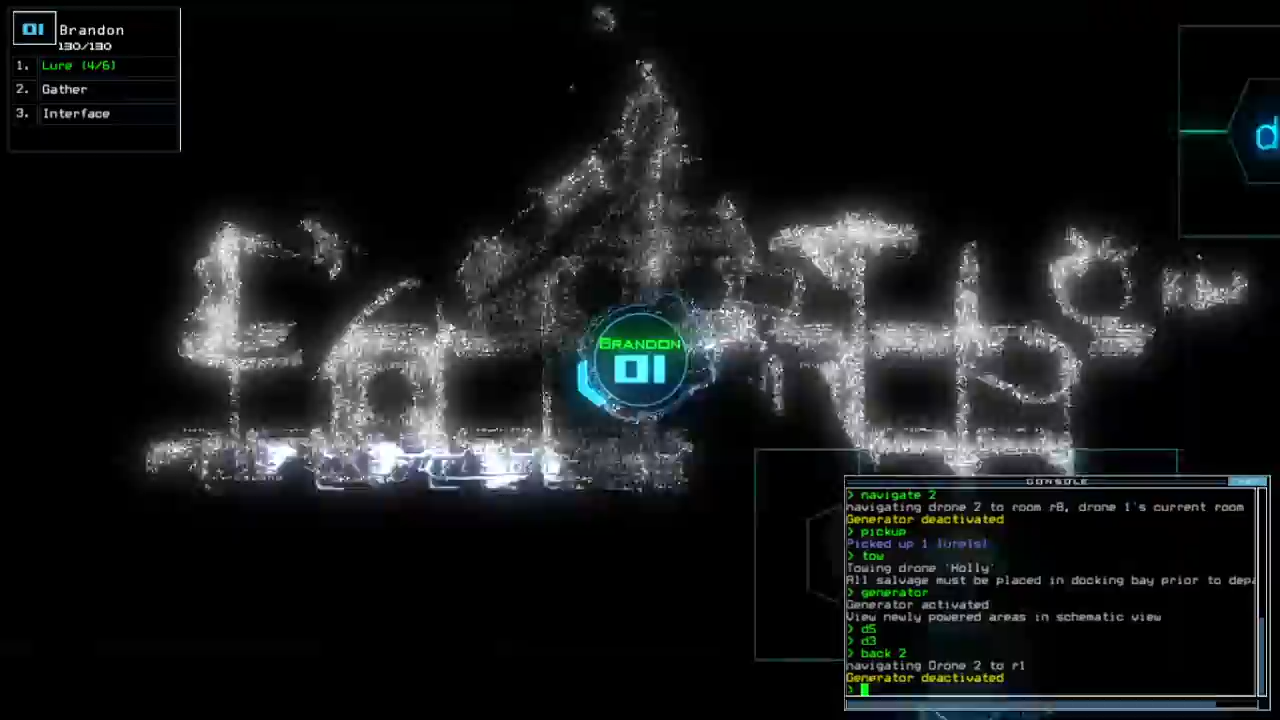 01 Brandon
130/130
1. Lure (4/6)
2. Gather
3. Interface
d
BRANDON
01
CONSOLE
> navigate 2
navigating drone 2 to room r8, drone 1's current room
Generator deactivated
> pickup
Picked up 1 lure(s)
> tow
Towing drone 'Holly'
All salvage must be placed in docking bay prior to depa
> generator
Generator activated
View newly powered areas in schematic view
> d5
> d3
> back 2
navigating Drone 2 to r1
Generator deactivated
>